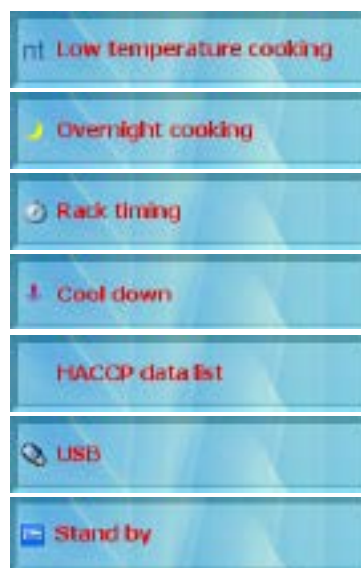 nt Low temperature cooking
Overnight cooking
Rack timing
Cool down
HACCP data list
USB
Stand by